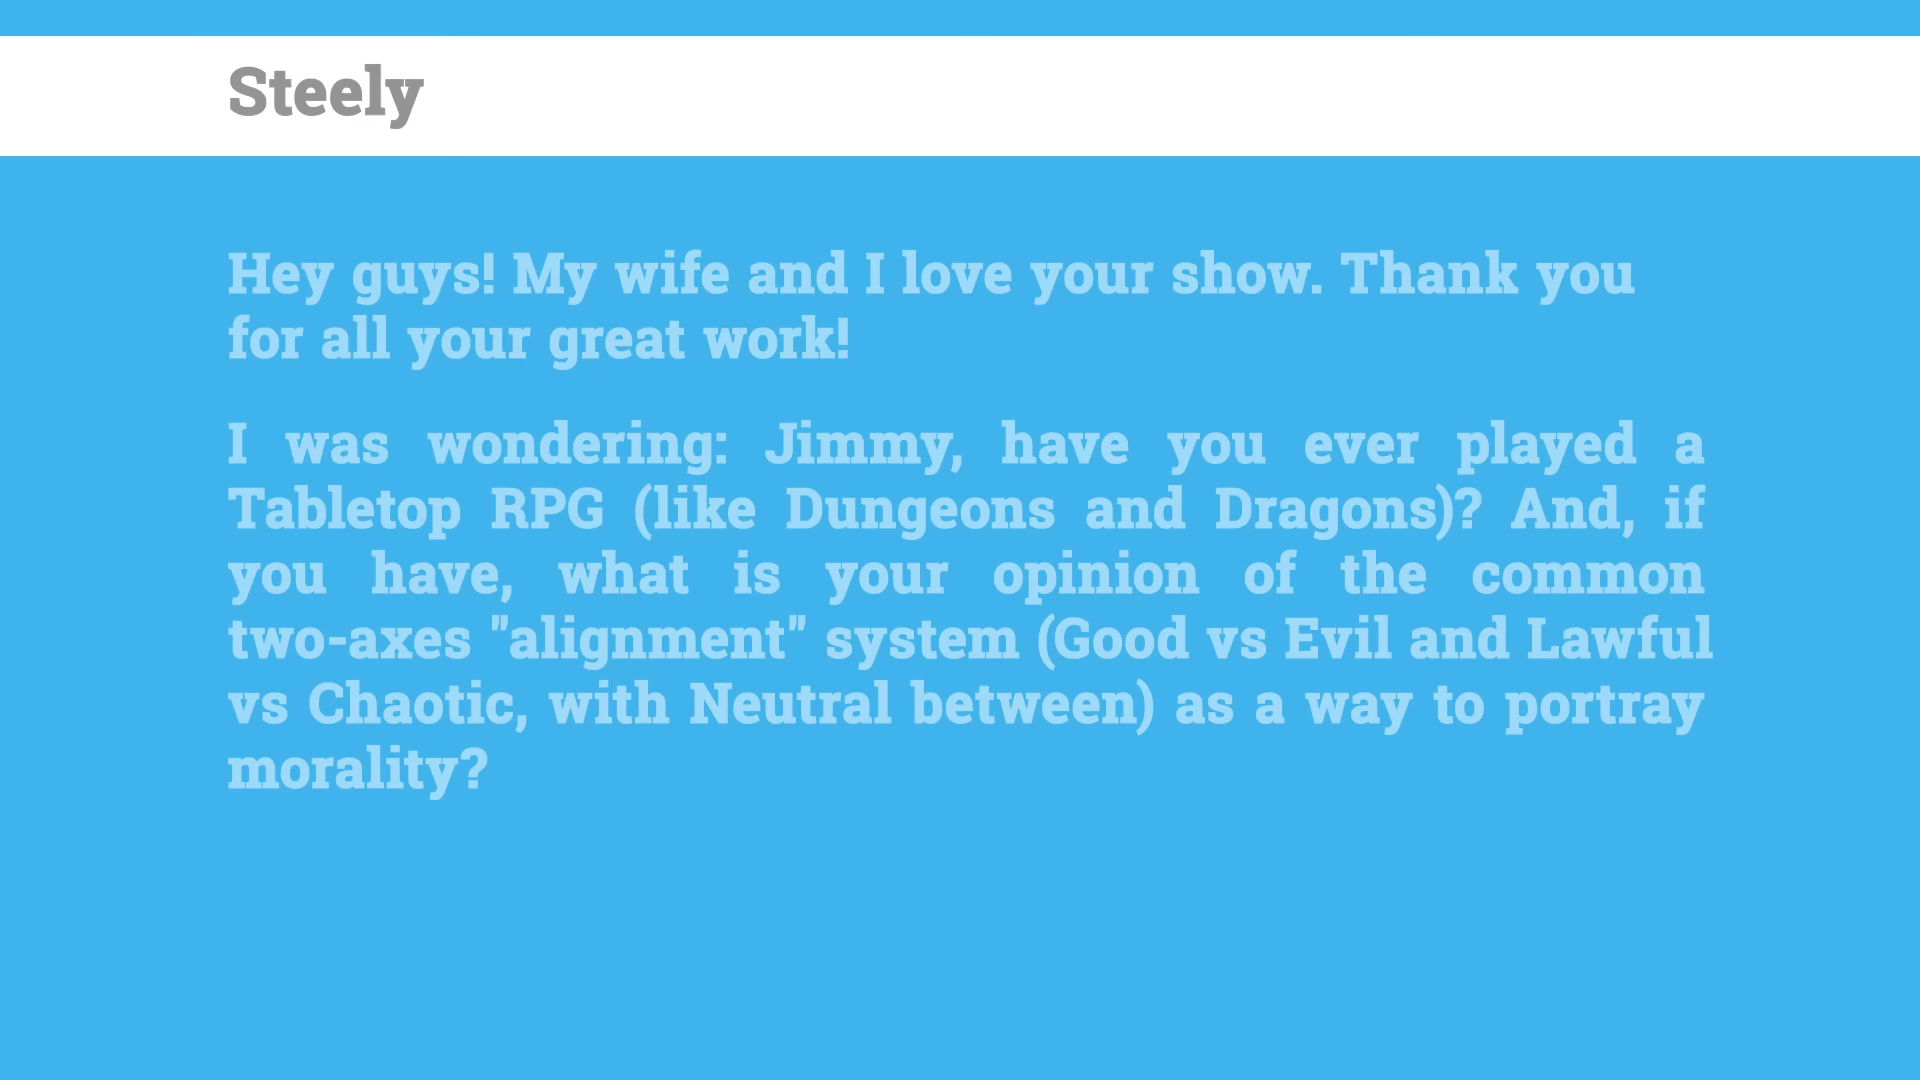 Steely
Hey guys! My wife and I love your show. Thank you
for all your great work!
I was wondering: Jimmy, have you ever played a
Tabletop RPG (like Dungeons and Dragons)? And, if
you have, what is your opinion of the common
two-axes "alignment" system (Good vs Evil and Lawful
vs Chaotic, with Neutral between) as a way to portray
morality?